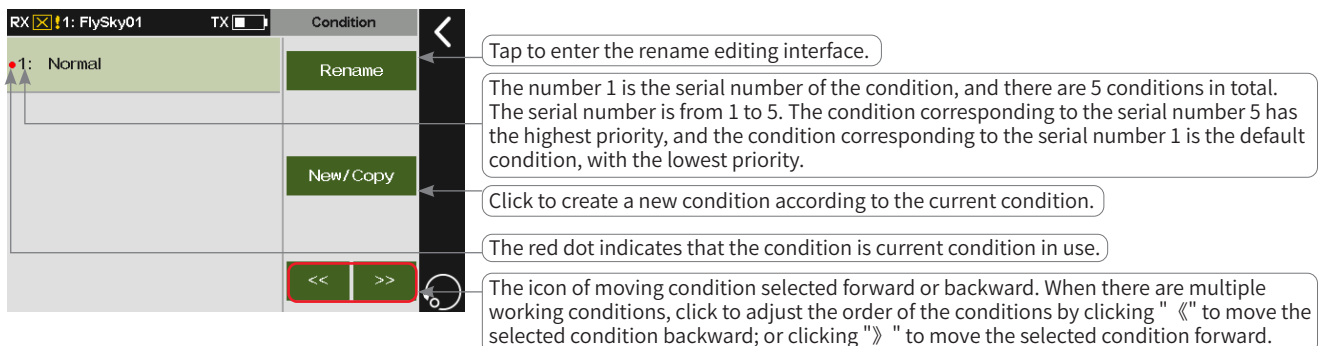 RX 1: FlySky01 TX Condition
1: Normal
Rename
New/Copy
<< >>
Tap to enter the rename editing interface.
The number 1 is the serial number of the condition, and there are 5 conditions in total.
The serial number is from 1 to 5. The condition corresponding to the serial number 5 has
the highest priority, and the condition corresponding to the serial number 1 is the default
condition, with the lowest priority.
Click to create a new condition according to the current condition.
The red dot indicates that the condition is current condition in use.
The icon of moving condition selected forward or backward. When there are multiple
working conditions, click to adjust the order of the conditions by clicking "《" to move the
selected condition backward; or clicking "》" to move the selected condition forward.